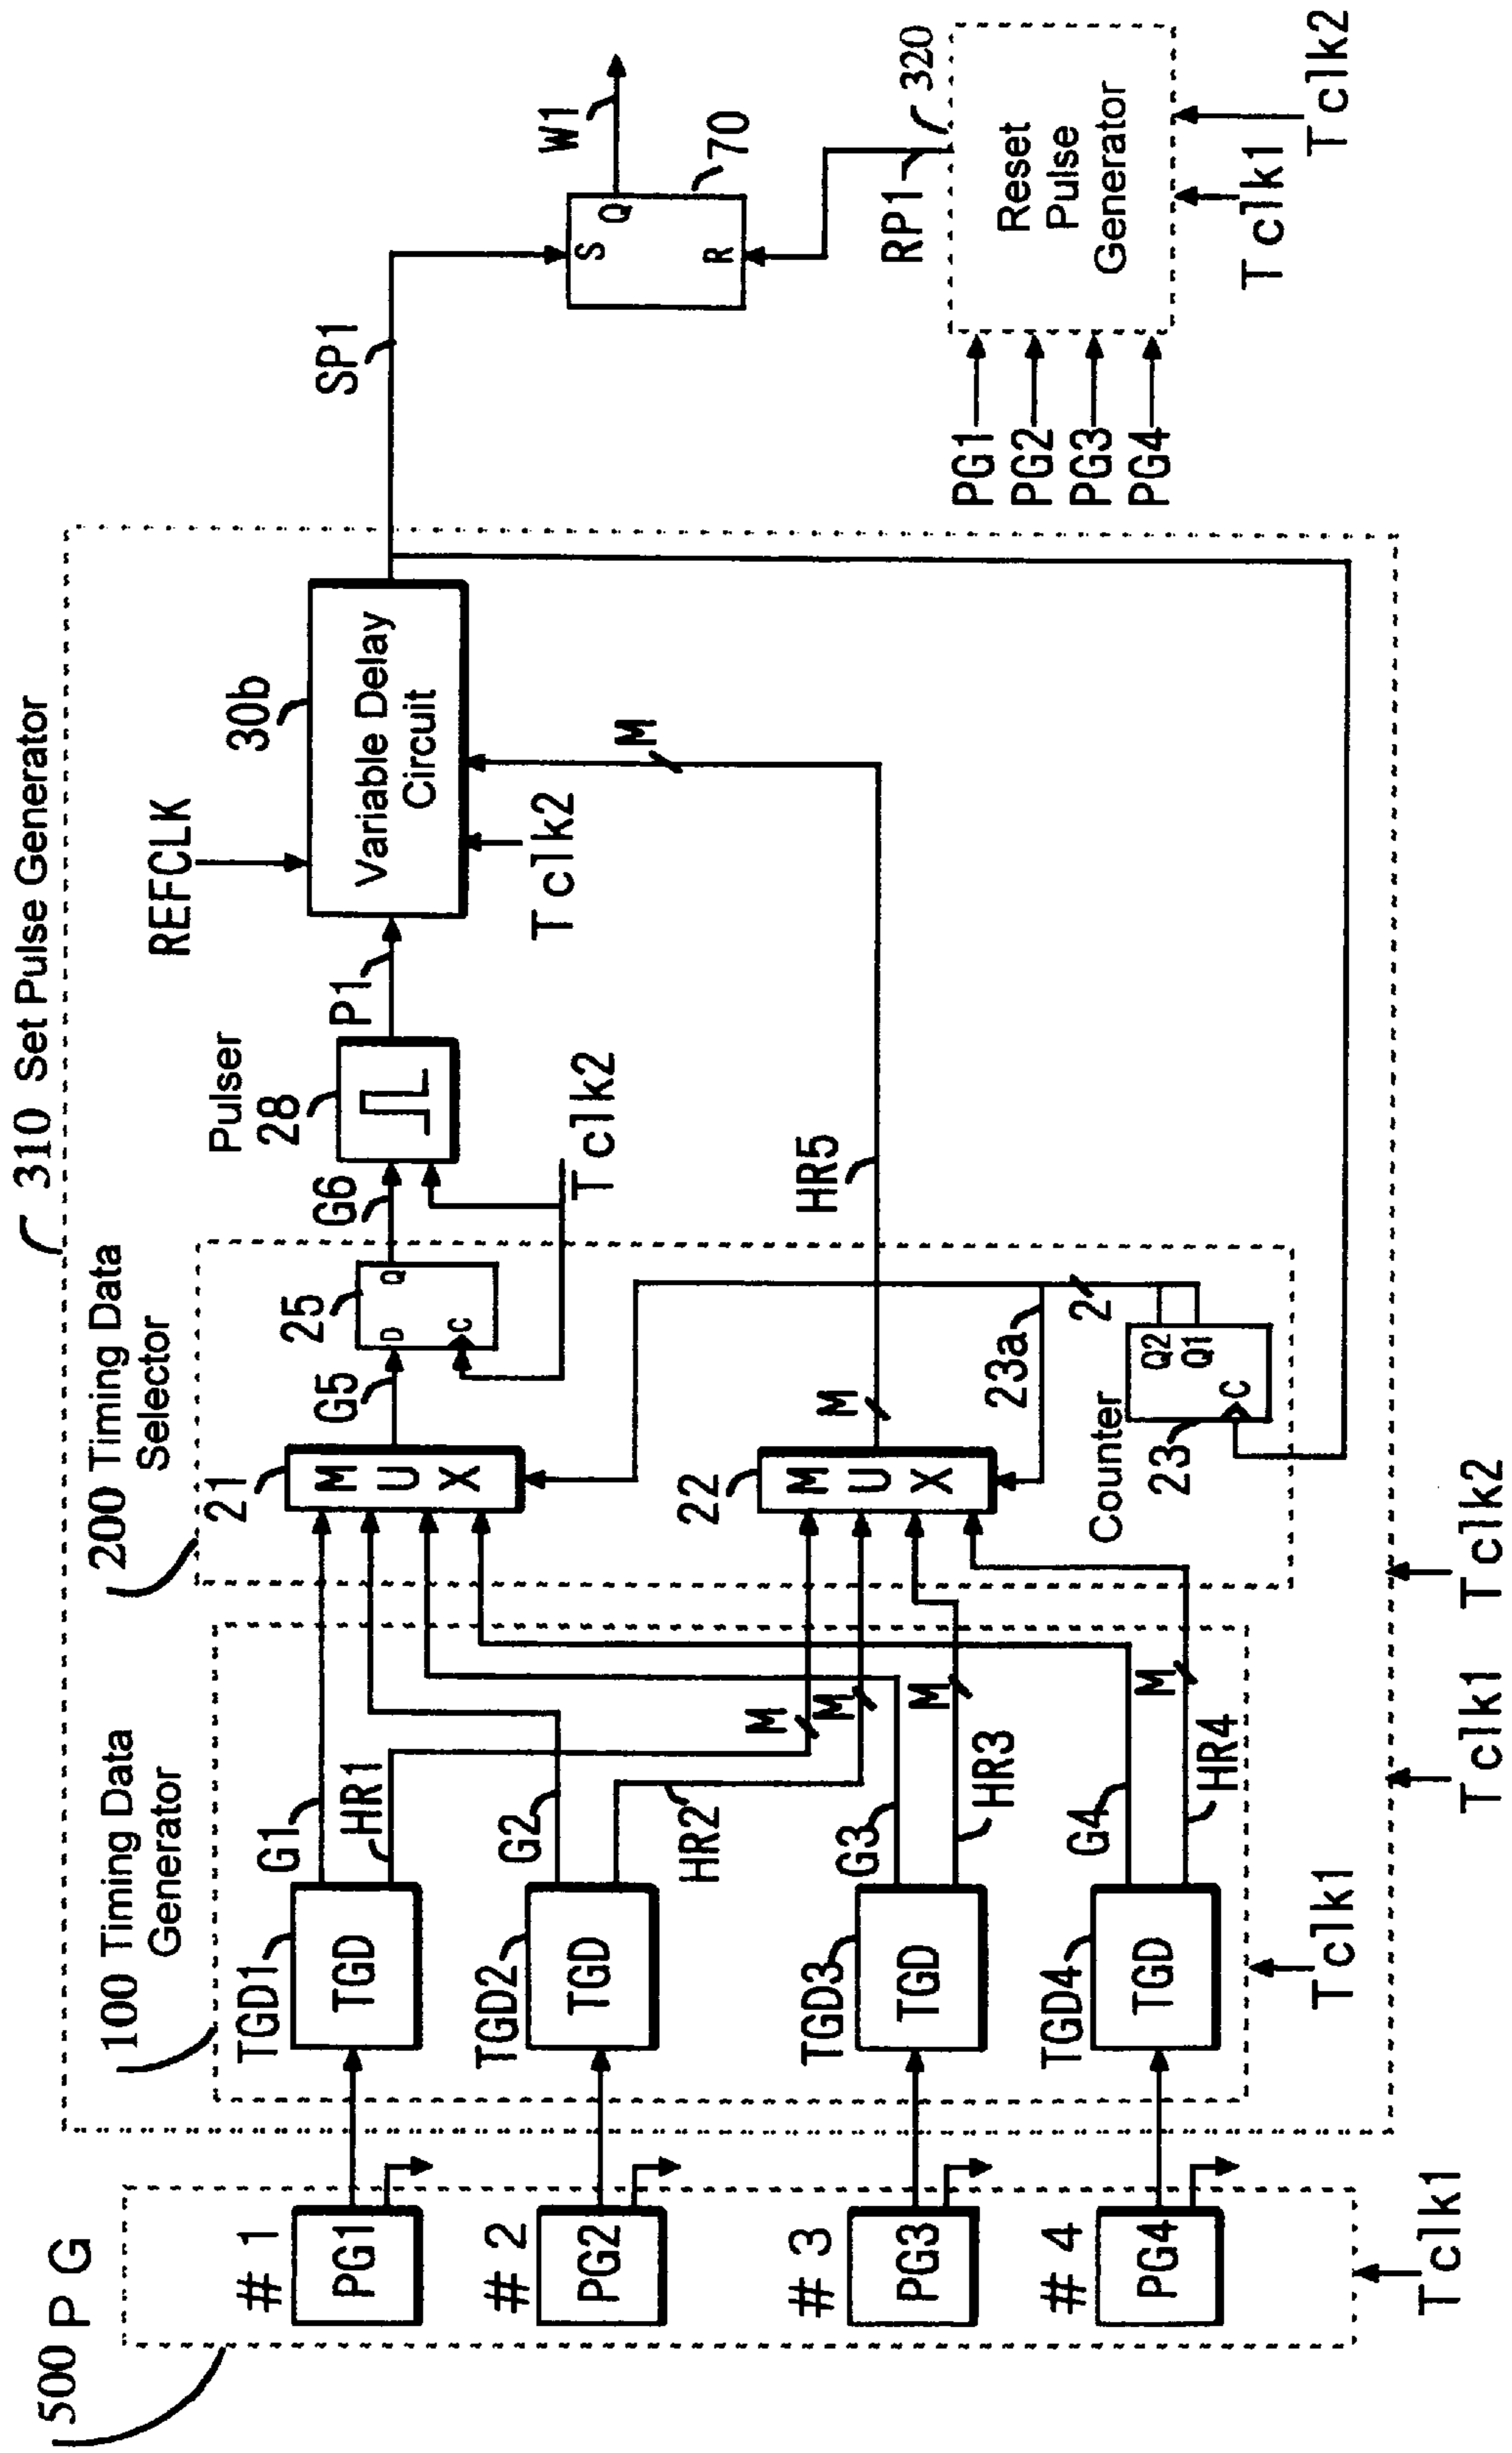 310 Set Pulse Generator
500 P G
100 Timing Data
Generator
200 Timing Data
Selector
# 1
PG1
# 2
PG2
# 3
PG3
# 4
PG4
Tclk1
TGD1
TGD
TGD2
TGD
TGD3
TGD
TGD4
TGD
Tclk1
G1
HR1
G2
HR2
G3
HR3
G4
HR4
M
M
M
M
21
MUX
22
MUX
G5
25
D
Q
C
G6
M
HR5
23a
2
Counter
23
Q2
Q1
C
Tclk1
Tclk2
Pulser
28
Tclk2
P1
REFCLK
30b
Variable Delay
Circuit
Tclk2
M
SP1
S
Q
R
70
W1
RP1
320
Reset
Pulse
Generator
PG1
PG2
PG3
PG4
Tclk1
Tclk2